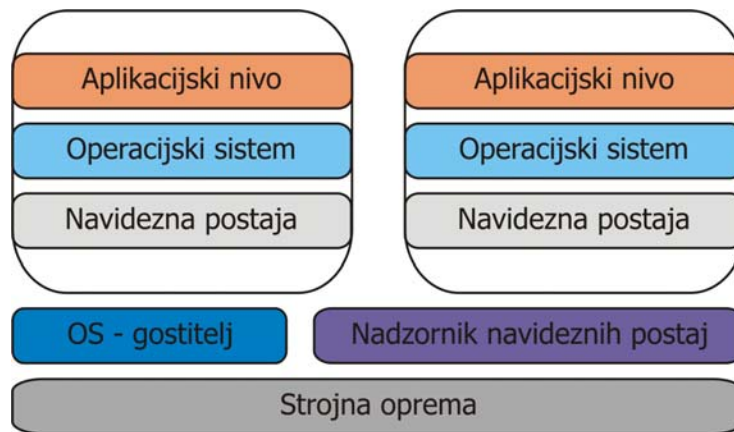 Aplikacijski nivo
Operacijski sistem
Navidezna postaja
Aplikacijski nivo
Operacijski sistem
Navidezna postaja
OS - gostitelj
Nadzornik navideznih postaj
Strojna oprema